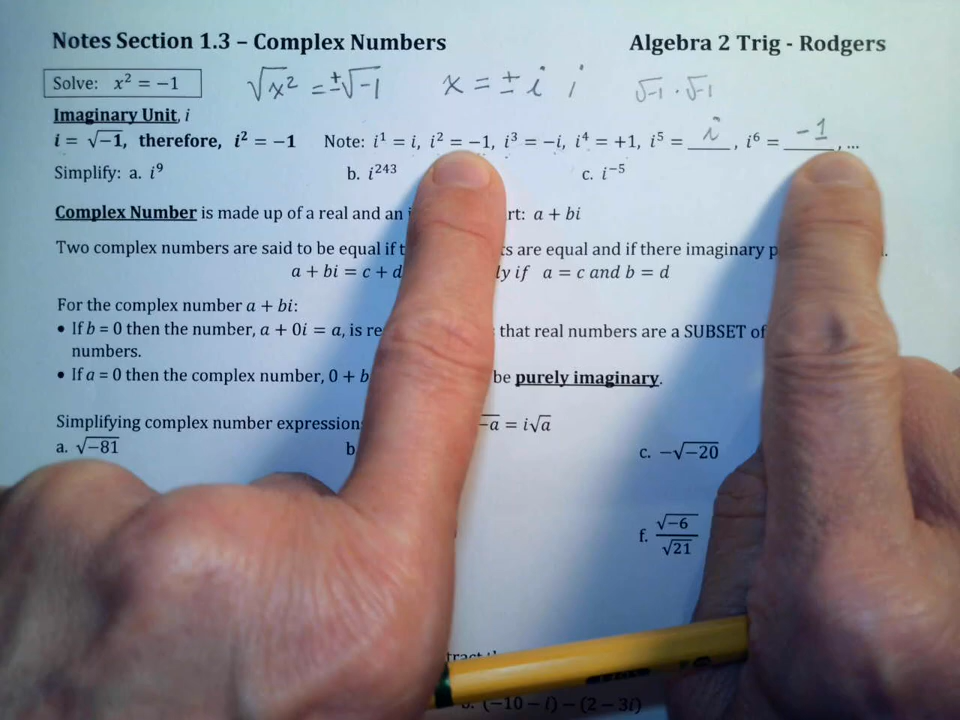 Notes Section 1.3 – Complex Numbers Algebra 2 Trig - Rodgers
Solve: x² = −1 √x² = ±√-1 x = ± i i √-1 · √-1
Imaginary Unit, i
i = √−1, therefore, i² = −1 Note: i¹ = i, i² = −1, i³ = −i, i⁴ = +1, i⁵ = i, i⁶ = -1, ...
Simplify: a. i⁹ b. i²⁴³ c. i⁻⁵
Complex Number is made up of a real and an rt: a + bi
Two complex numbers are said to be equal if are equal and if there imaginary
a + bi = c + d ly if a = c and b = d
For the complex number a + bi:
• If b = 0 then the number, a + 0i = a, is re that real numbers are a SUBSET of
numbers.
• If a = 0 then the complex number, 0 + b be purely imaginary.
Simplifying complex number expression −a = i√a
a. √−81 b c. −√−20
f. √−6/√21
(−10 − i) − (2 − 3i)